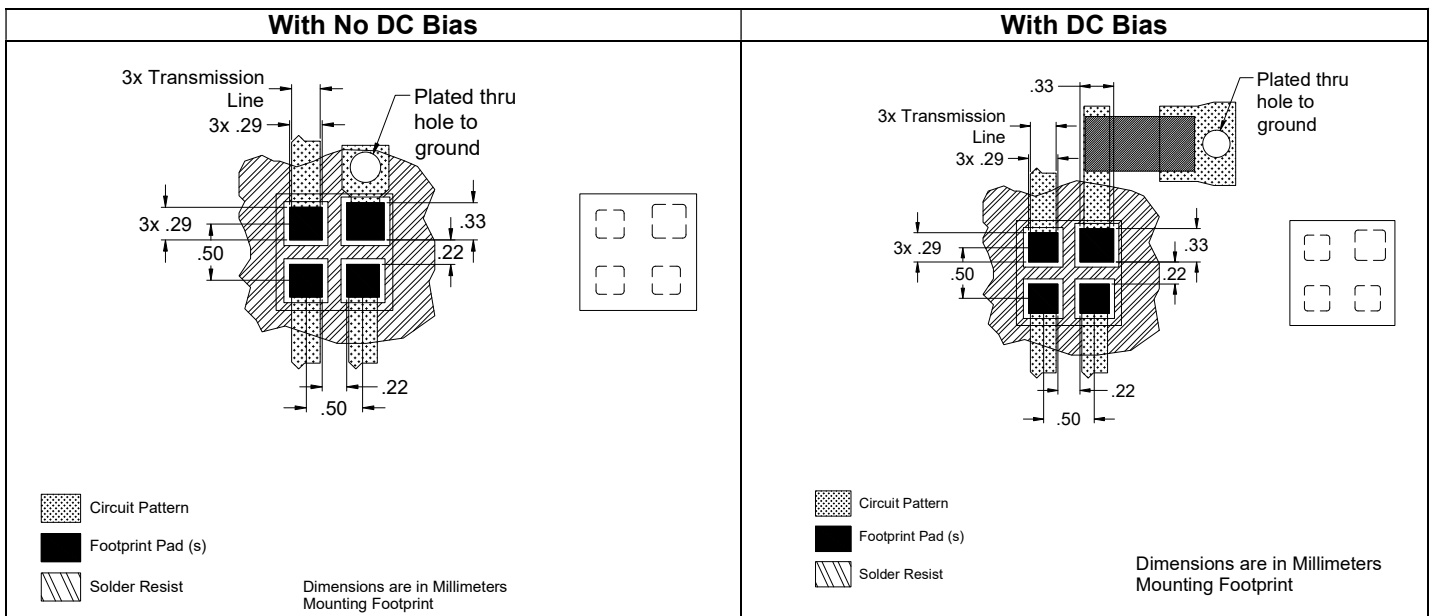 With No DC Bias
3x Transmission
Line
3x .29
Plated thru
hole to
ground
3x .29
.50
.33
.22
.22
.50
Circuit Pattern
Footprint Pad (s)
Solder Resist
Dimensions are in Millimeters
Mounting Footprint
With DC Bias
.33
3x Transmission
Line
3x .29
Plated thru
hole to
ground
3x .29
.50
.33
.22
.22
.50
Circuit Pattern
Footprint Pad (s)
Solder Resist
Dimensions are in Millimeters
Mounting Footprint